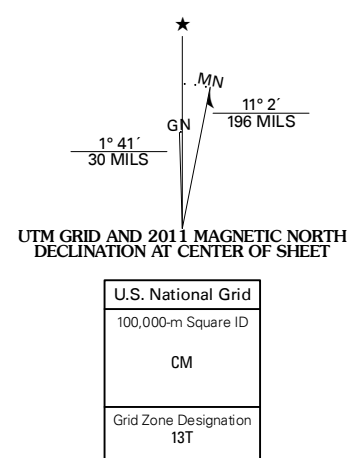 MN
GN
1° 41´
30 MILS
11° 2´
196 MILS
UTM GRID AND 2011 MAGNETIC NORTH
DECLINATION AT CENTER OF SHEET
U.S. National Grid
100,000-m Square ID
CM
Grid Zone Designation
13T